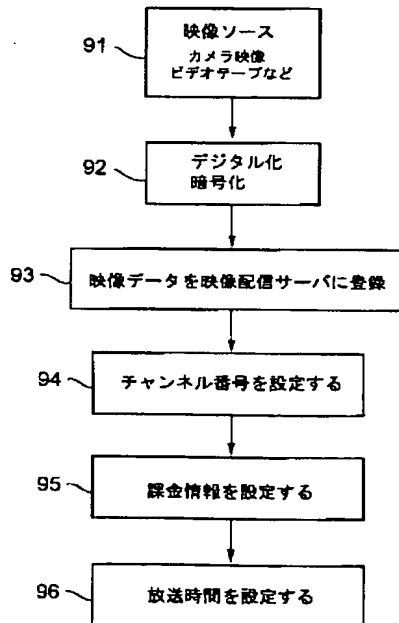 91
映像ソース
カメラ映像
ビデオテープなど
92
デジタル化
暗号化
93
映像データを映像配信サーバに登録
94
チャンネル番号を設定する
95
課金情報を設定する
96
放送時間を設定する